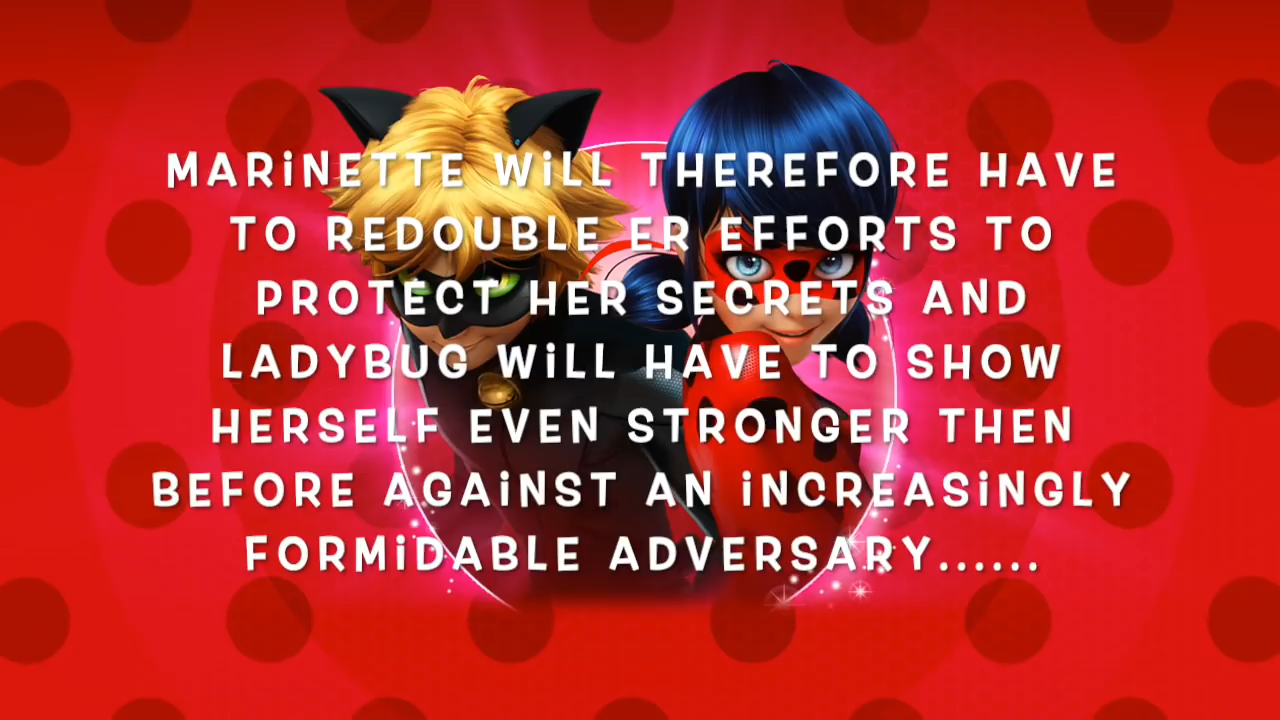 MARiNETTE WiLL THEREFORE HAVE
TO REDOUBLE ER EFFORTS TO
PROTECT HER SECRETS AND
LADYBUG WiLL HAVE TO SHOW
HERSELF EVEN STRONGER THEN
BEFORE AGAiNST AN iNCREASiNGLY
FORMiDABLE ADVERSARY......